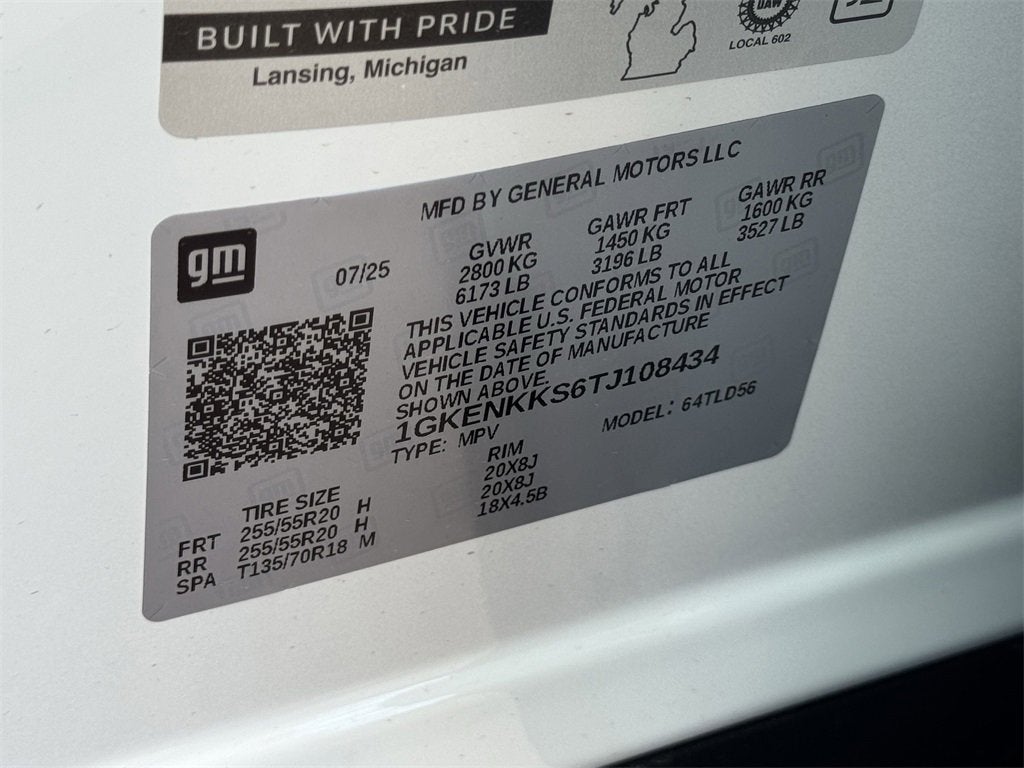 BUILT WITH PRIDE
Lansing, Michigan
UAW
LOCAL 602
MFD BY GENERAL MOTORS LLC
gm
07/25
GVWR GAWR FRT GAWR RR
2800 KG 1450 KG 1600 KG
6173 LB 3196 LB 3527 LB
THIS VEHICLE CONFORMS TO ALL
APPLICABLE U.S. FEDERAL MOTOR
VEHICLE SAFETY STANDARDS IN EFFECT
ON THE DATE OF MANUFACTURE
SHOWN ABOVE.
1GKENKKS6TJ108434
TYPE: MPV MODEL: 64TLD56
TIRE SIZE RIM
FRT 255/55R20 H 20X8J
RR 255/55R20 H 20X8J
SPA T135/70R18 M 18X4.5B